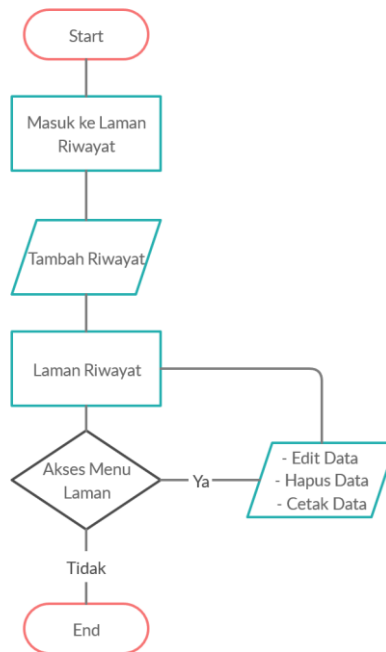 Start
Masuk ke Laman
Riwayat
Tambah Riwayat
Laman Riwayat
Akses Menu
Laman
Ya
- Edit Data
- Hapus Data
- Cetak Data
Tidak
End